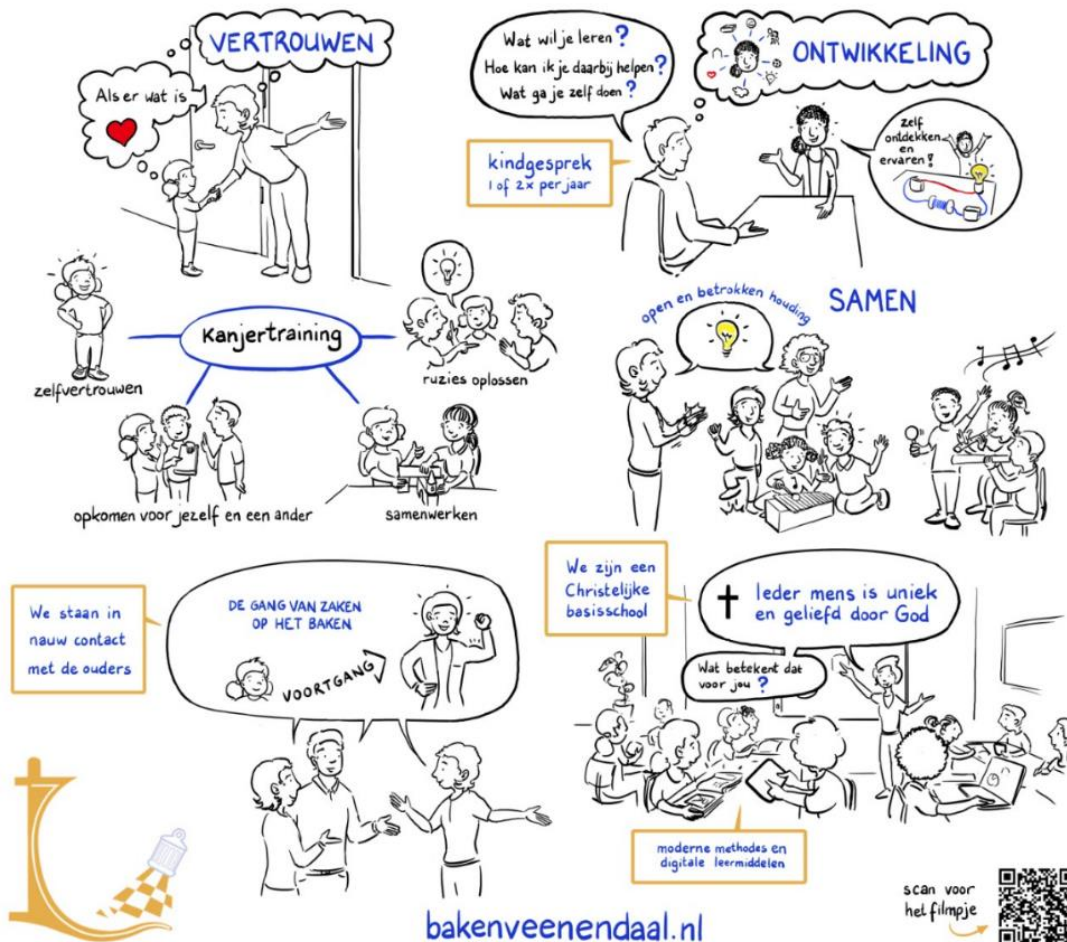 VERTROUWEN
Als er wat is
Wat wil je leren?
Hoe kan ik je daarbij helpen?
Wat ga je zelf doen?
ONTWIKKELING
kindgesprek
1 of 2x per jaar
zelf
ontdekken
en
ervaren!
Kanjertraining
zelfvertrouwen
ruzies oplossen
opkomen voor jezelf en een ander
samenwerken
open en betrokken houding
SAMEN
We staan in
nauw contact
met de ouders
DE GANG VAN ZAKEN
OP HET BAKEN
VOORTGANG
We zijn een
Christelijke
basisschool
Ieder mens is uniek
en geliefd door God
Wat betekent dat
voor jou?
moderne methodes en
digitale leermiddelen
scan voor
het filmpje
bakenveenendaal.nl